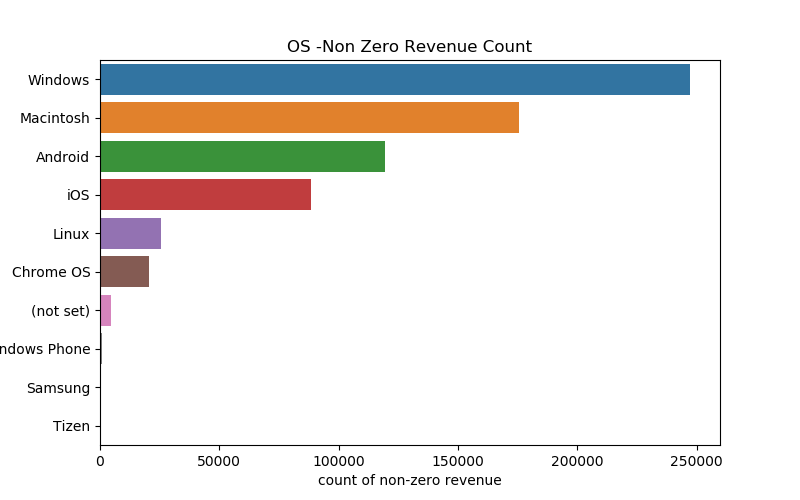 OS -Non Zero Revenue Count
Windows
Macintosh
Android
iOS
Linux
Chrome OS
(not set)
ndows Phone
Samsung
Tizen
0 50000 100000 150000 200000 250000
count of non-zero revenue